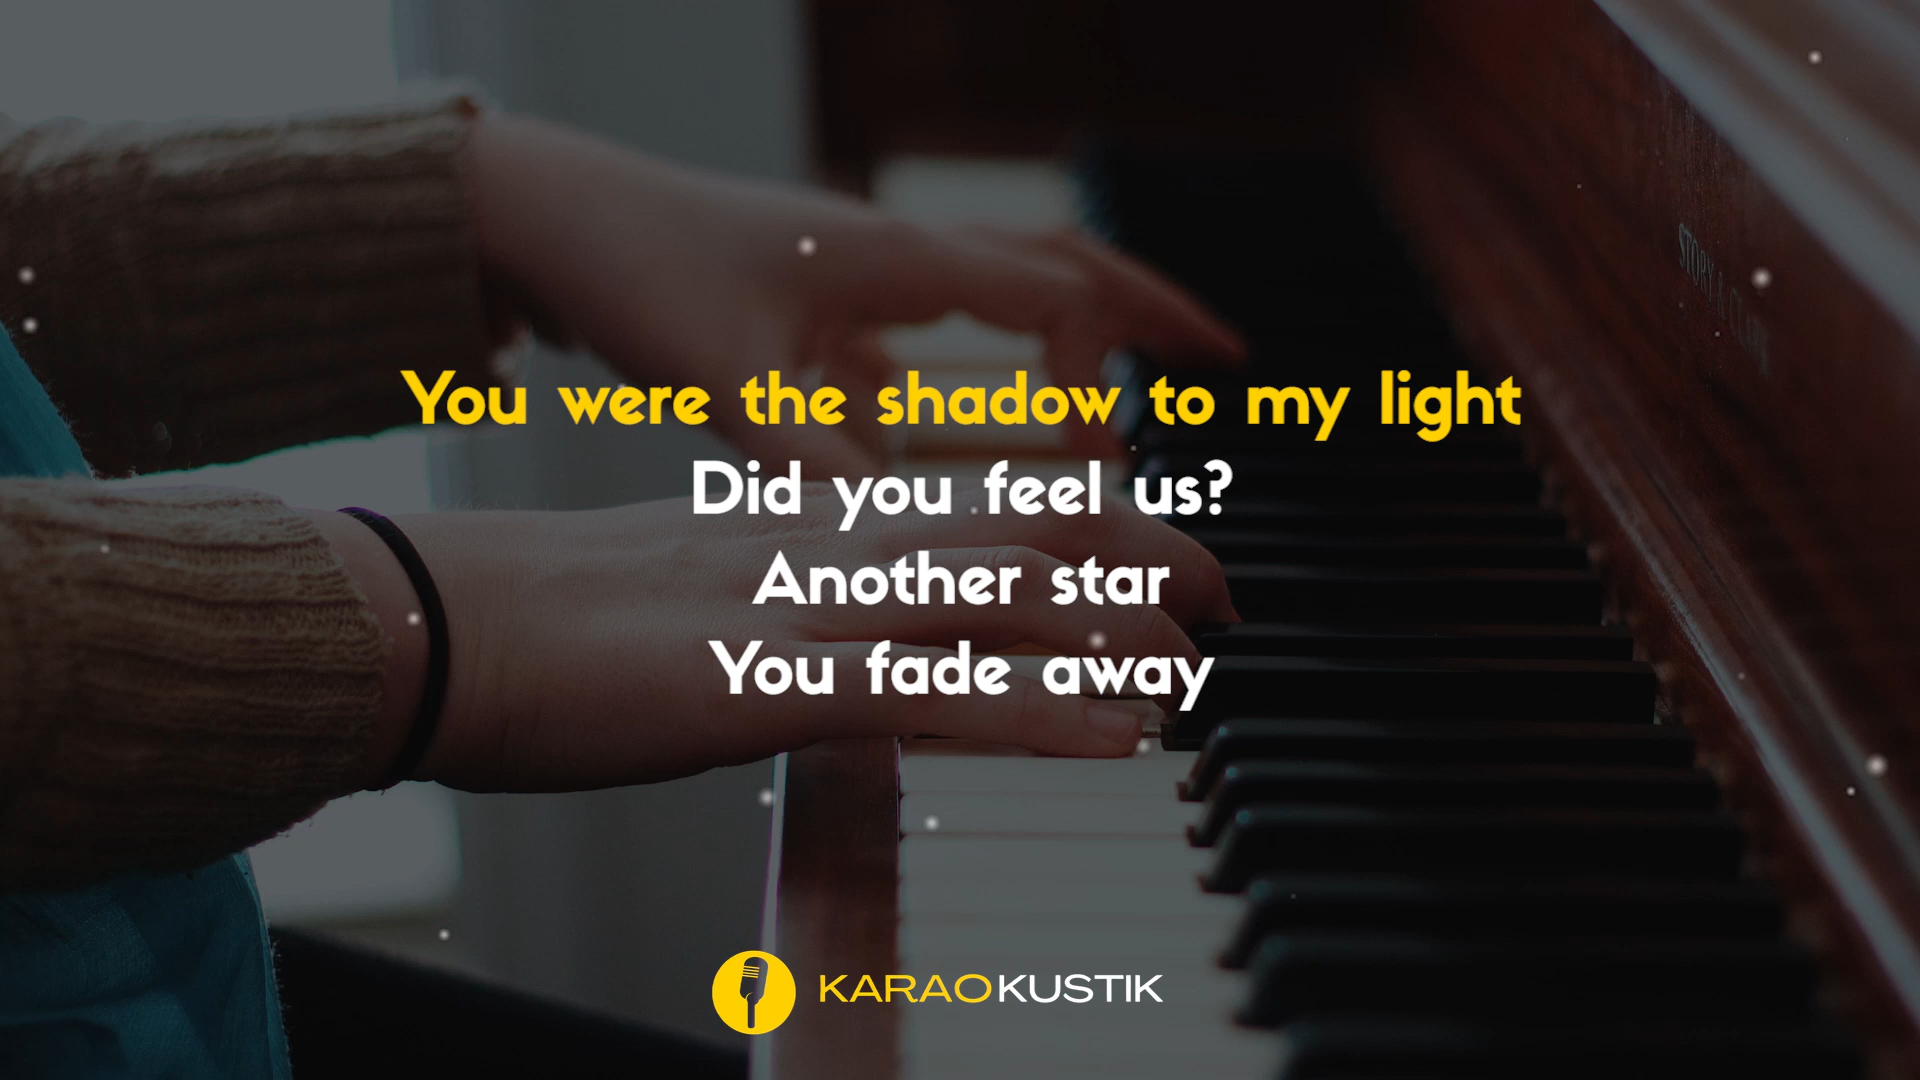 You were the shadow to my light
Did you feel us?
Another star
You fade away
KARAOKUSTIK